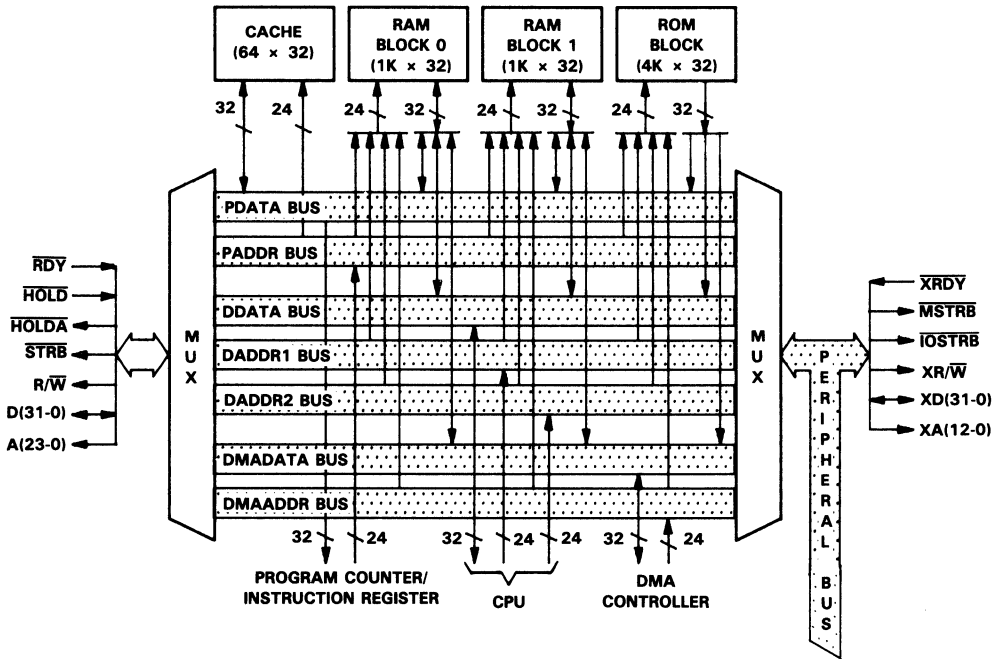 CACHE
(64 × 32)
RAM
BLOCK 0
(1K × 32)
RAM
BLOCK 1
(1K × 32)
ROM
BLOCK
(4K × 32)
32
24
24
32
24
32
24
32
PDATA BUS
PADDR BUS
DDATA BUS
DADDR1 BUS
DADDR2 BUS
DMADATA BUS
DMAADDR BUS
MUX
MUX
RDY
HOLD
HOLDA
STRB
R/W
D(31-0)
A(23-0)
XRDY
MSTRB
IOSTRB
XR/W
XD(31-0)
XA(12-0)
PERIPHERAL BUS
32
24
32
24
24
32
24
PROGRAM COUNTER/
INSTRUCTION REGISTER
CPU
DMA
CONTROLLER